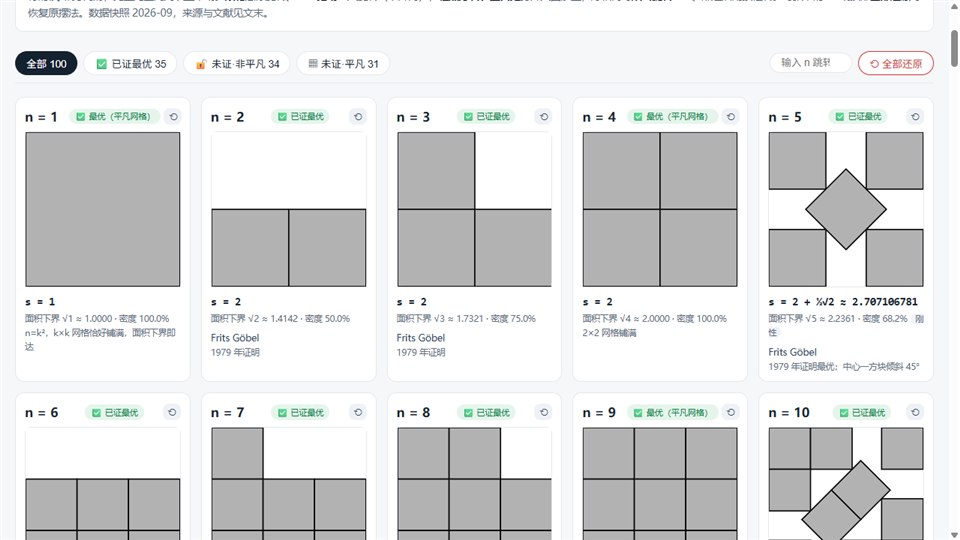 恢复原摆法。数据快照 2026-09，来源与文献见文末。
全部 100
✅ 已证最优 35
🔓 未证·非平凡 34
▦ 未证·平凡 31
输入 n 跳转
全部还原
n = 1 ✅ 最优（平凡网格）
n = 2 ✅ 已证最优
n = 3 ✅ 已证最优
n = 4 ✅ 最优（平凡网格）
n = 5 ✅ 已证最优
s = 1
面积下界 √1 ≈ 1.0000 · 密度 100.0%
n=k²，k×k 网格恰好铺满，面积下界即
达
s = 2
面积下界 √2 ≈ 1.4142 · 密度 50.0%
Frits Göbel
1979 年证明
s = 2
面积下界 √3 ≈ 1.7321 · 密度 75.0%
Frits Göbel
1979 年证明
s = 2
面积下界 √4 ≈ 2.0000 · 密度 100.0%
2×2 网格铺满
s = 2 + ½√2 ≈ 2.707106781
面积下界 √5 ≈ 2.2361 · 密度 68.2% 刚
性
Frits Göbel
1979 年证明最优；中心一方块倾斜 45°
n = 6 ✅ 已证最优
n = 7 ✅ 已证最优
n = 8 ✅ 已证最优
n = 9 ✅ 最优（平凡网格）
n = 10 ✅ 已证最优